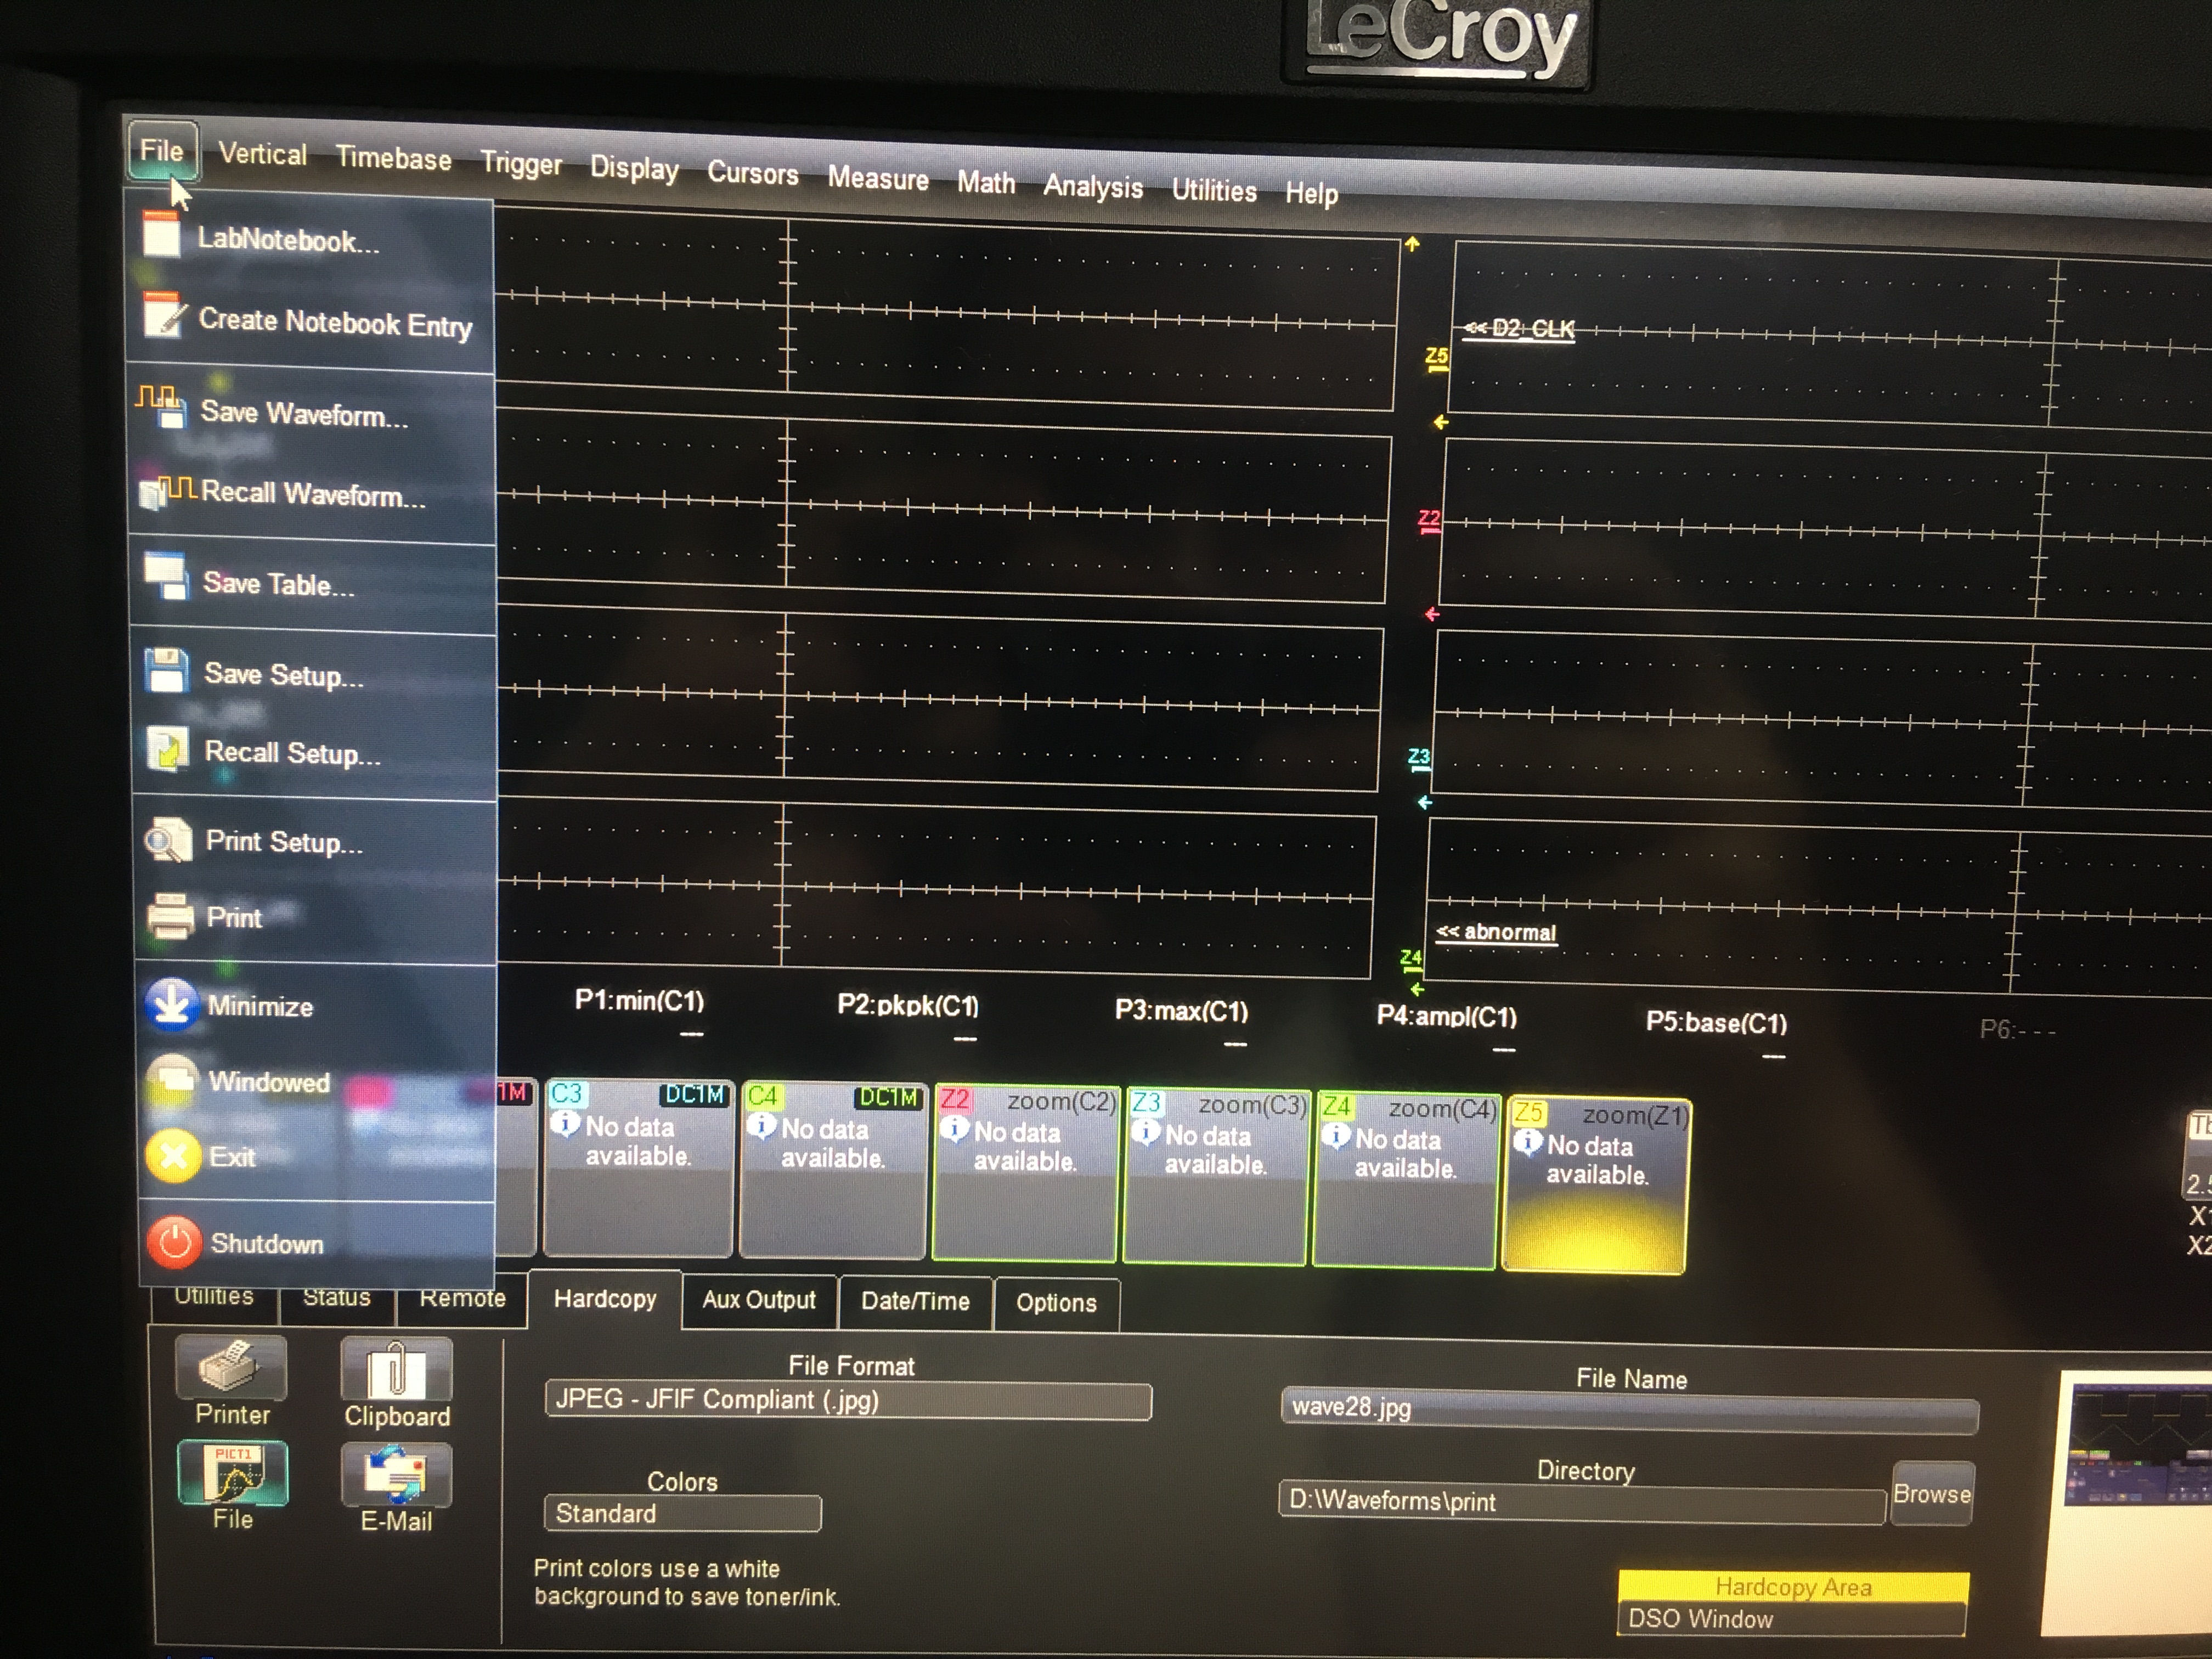 LeCroy
File Vertical Timebase Trigger Display Cursors Measure Math Analysis Utilities Help
LabNotebook...
Create Notebook Entry
Save Waveform...
Recall Waveform...
Save Table...
Save Setup...
Recall Setup...
Print Setup...
Print
Minimize
Windowed
Exit
Shutdown
<< D2_CLK
Z5
Z2
Z3
<< abnormal
Z4
P1:min(C1) P2:pkpk(C1) P3:max(C1) P4:ampl(C1) P5:base(C1) P6:---
--- --- --- --- ---
1M C3 DC1M C4 DC1M Z2 zoom(C2) Z3 zoom(C3) Z4 zoom(C4) Z5 zoom(Z1)
No data No data No data No data No data No data
available. available. available. available. available. available.
2.5
X1
X2
Utilities Status Remote Hardcopy Aux Output Date/Time Options
Printer Clipboard
PICT1
File E-Mail
File Format
JPEG - JFIF Compliant (.jpg)
Colors
Standard
Print colors use a white
background to save toner/ink.
File Name
wave28.jpg
Directory
D:\Waveforms\print
Browse
Hardcopy Area
DSO Window